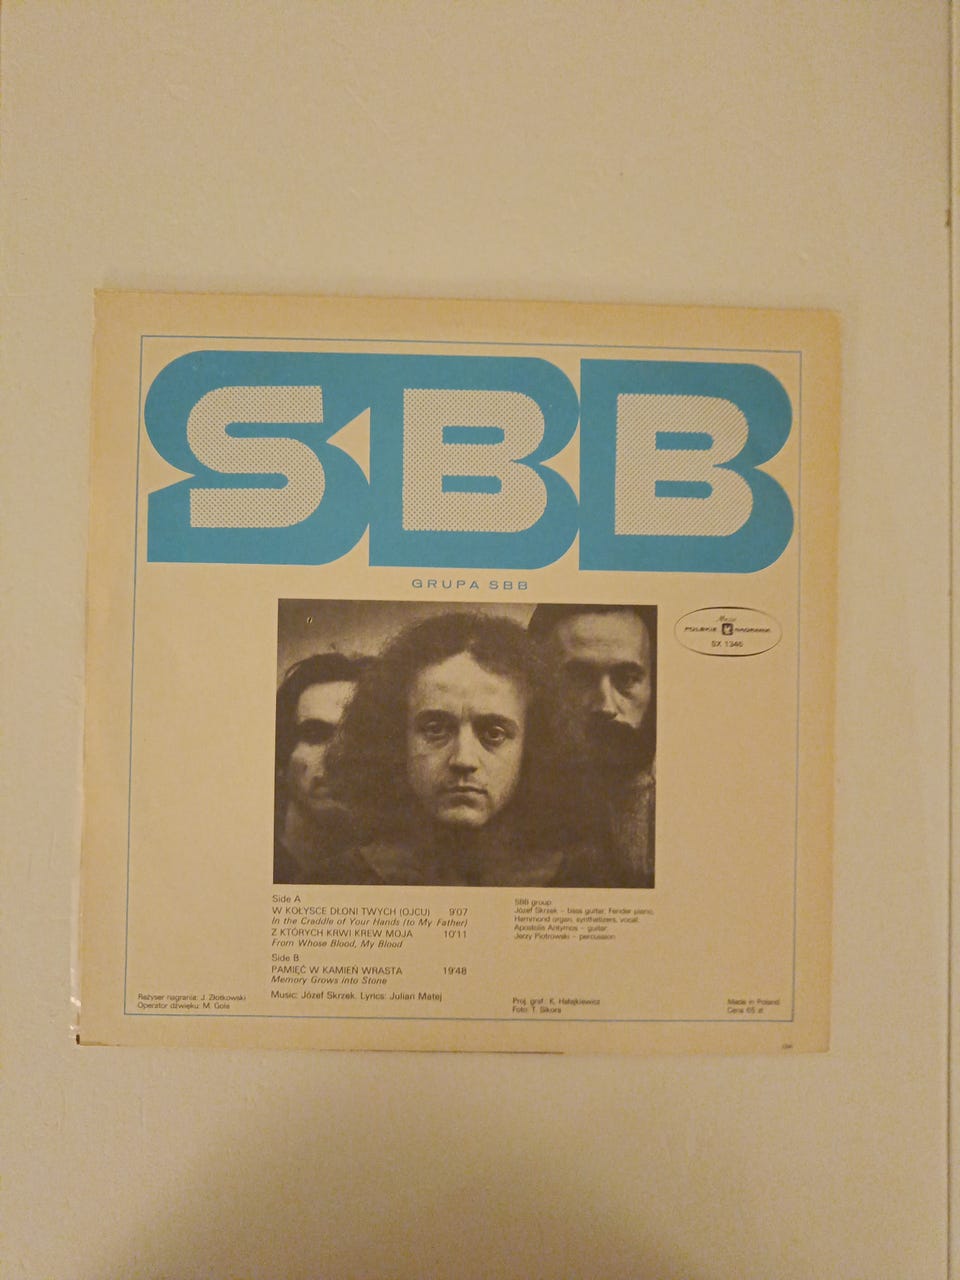 SBB
GRUPA SBB
Muza
POLSKIE NAGRANIA
SX 1346
Side A
W KOŁYSCE DŁONI TWYCH (OJCU) 9'07
In the Craddle of Your Hands (to My Father)
Z KTÓRYCH KRWI KREW MOJA 10'11
From Whose Blood, My Blood
Side B
PAMIĘĆ W KAMIEŃ WRASTA 19'48
Memory Grows into Stone
Music: Józef Skrzek. Lyrics: Julian Matej
SBB group:
Józef Skrzek – bass guitar, Fender piano,
Hammond organ, synthetizers, vocal;
Apostolis Antymos – guitar;
Jerzy Piotrowski – percussion
Reżyser nagrania: J. Złotkowski
Operator dźwięku: M. Gola
Proj. graf.: K. Hałajkiewicz
Foto: T. Sikora
Made in Poland
Cena 65 zł